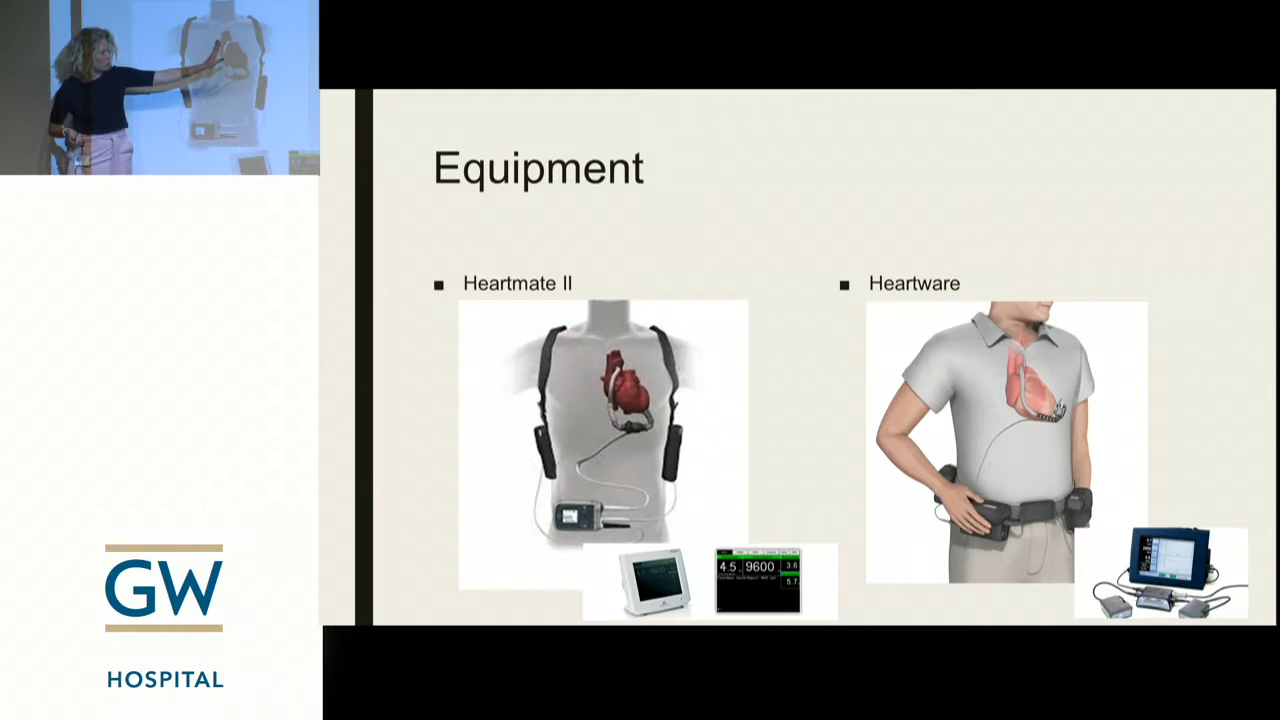 Equipment
■ Heartmate II
■ Heartware
4.5 9600 3.6
5.7
GW
HOSPITAL